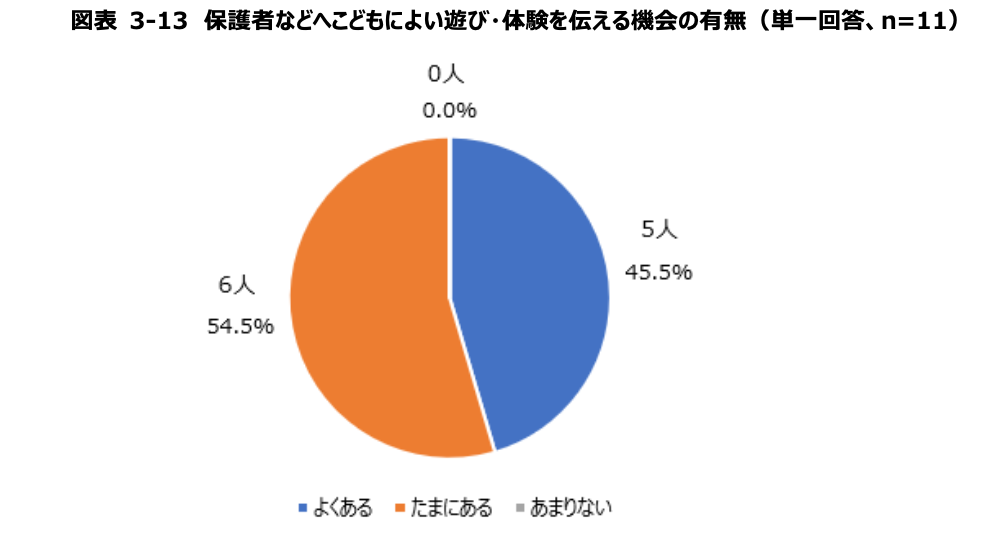 図表 3-13 保護者などへこどもによい遊び・体験を伝える機会の有無（単一回答、n=11）
0人
0.0%
5人
45.5%
6人
54.5%
よくある たまにある あまりない